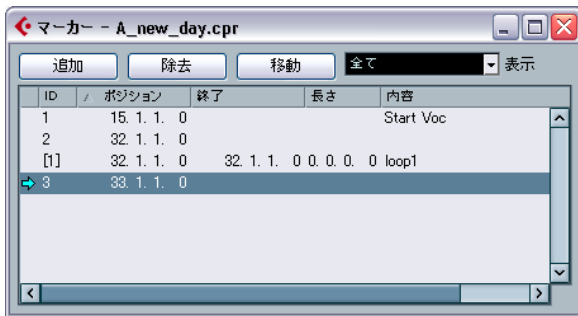 マーカー - A_new_day.cpr
追加 除去 移動 全て 表示
ID ポジション 終了 長さ 内容
1 15. 1. 1. 0 Start Voc
2 32. 1. 1. 0
[1] 32. 1. 1. 0 32. 1. 1. 0 0. 0. 0. 0 loop1
3 33. 1. 1. 0